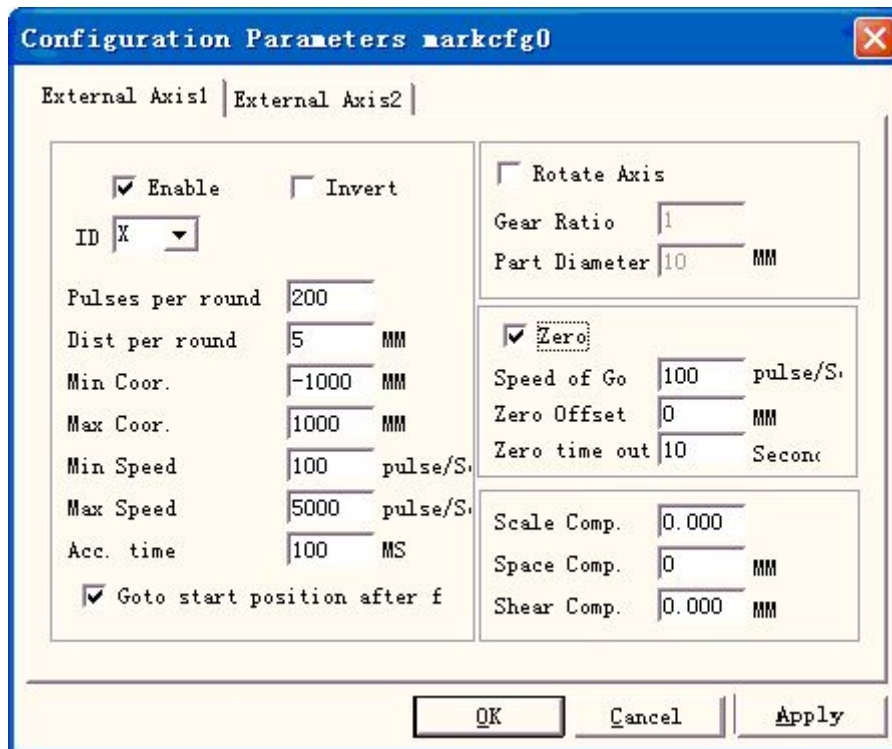 Configuration Parameters markcfg0
External Axis1 External Axis2
Enable Invert
ID X
Pulses per round 200
Dist per round 5 MM
Min Coor. -1000 MM
Max Coor. 1000 MM
Min Speed 100 pulse/S
Max Speed 5000 pulse/S
Acc. time 100 MS
Goto start position after f
Rotate Axis
Gear Ratio 1
Part Diameter 10 MM
Zero
Speed of Go 100 pulse/S
Zero Offset 0 MM
Zero time out 10 Second
Scale Comp. 0.000
Space Comp. 0 MM
Shear Comp. 0.000 MM
OK Cancel Apply